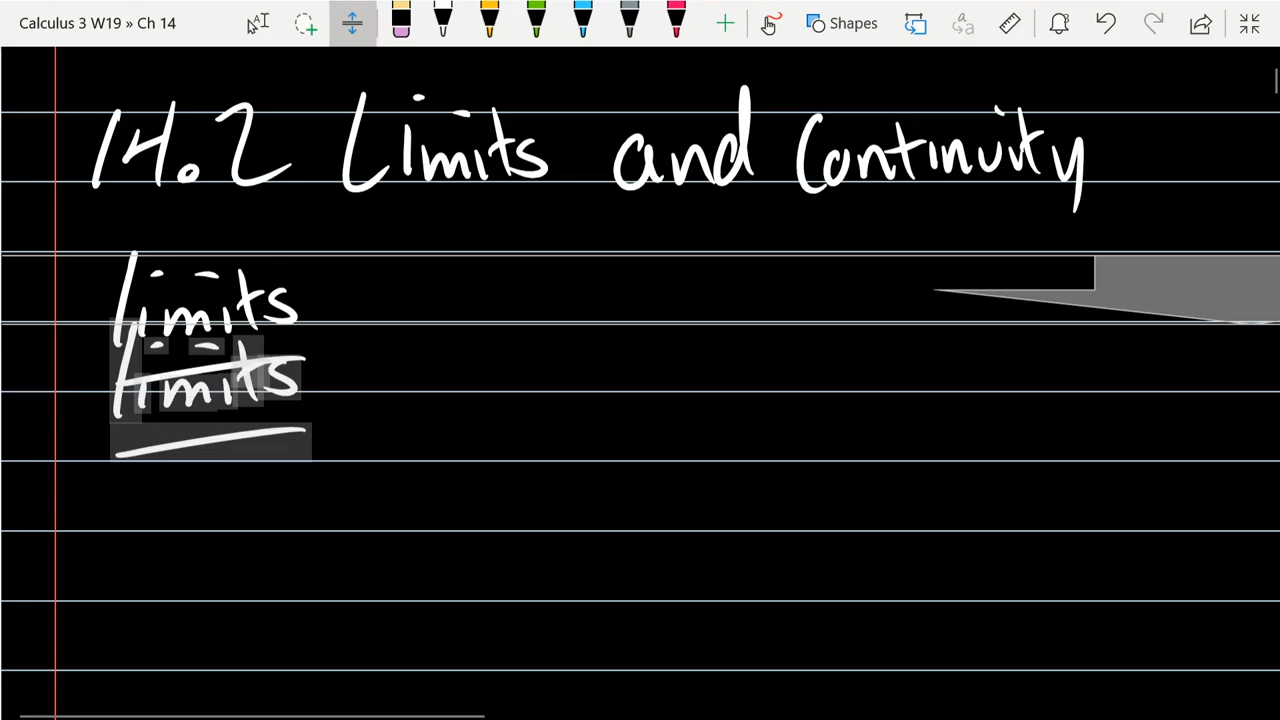 Calculus 3 W19 » Ch 14
Shapes
14.2 Limits and Continuity
Limits
Limits